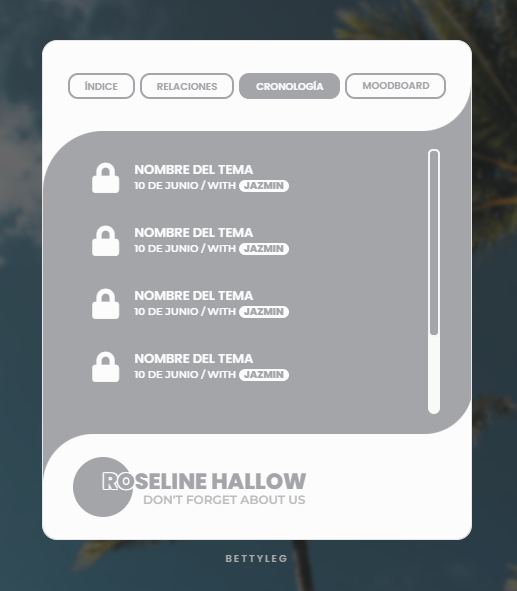 ÍNDICE RELACIONES CRONOLOGÍA MOODBOARD
NOMBRE DEL TEMA
10 DE JUNIO / WITH JAZMIN
NOMBRE DEL TEMA
10 DE JUNIO / WITH JAZMIN
NOMBRE DEL TEMA
10 DE JUNIO / WITH JAZMIN
NOMBRE DEL TEMA
10 DE JUNIO / WITH JAZMIN
ROSELINE HALLOW
DON'T FORGET ABOUT US
BETTYLEG